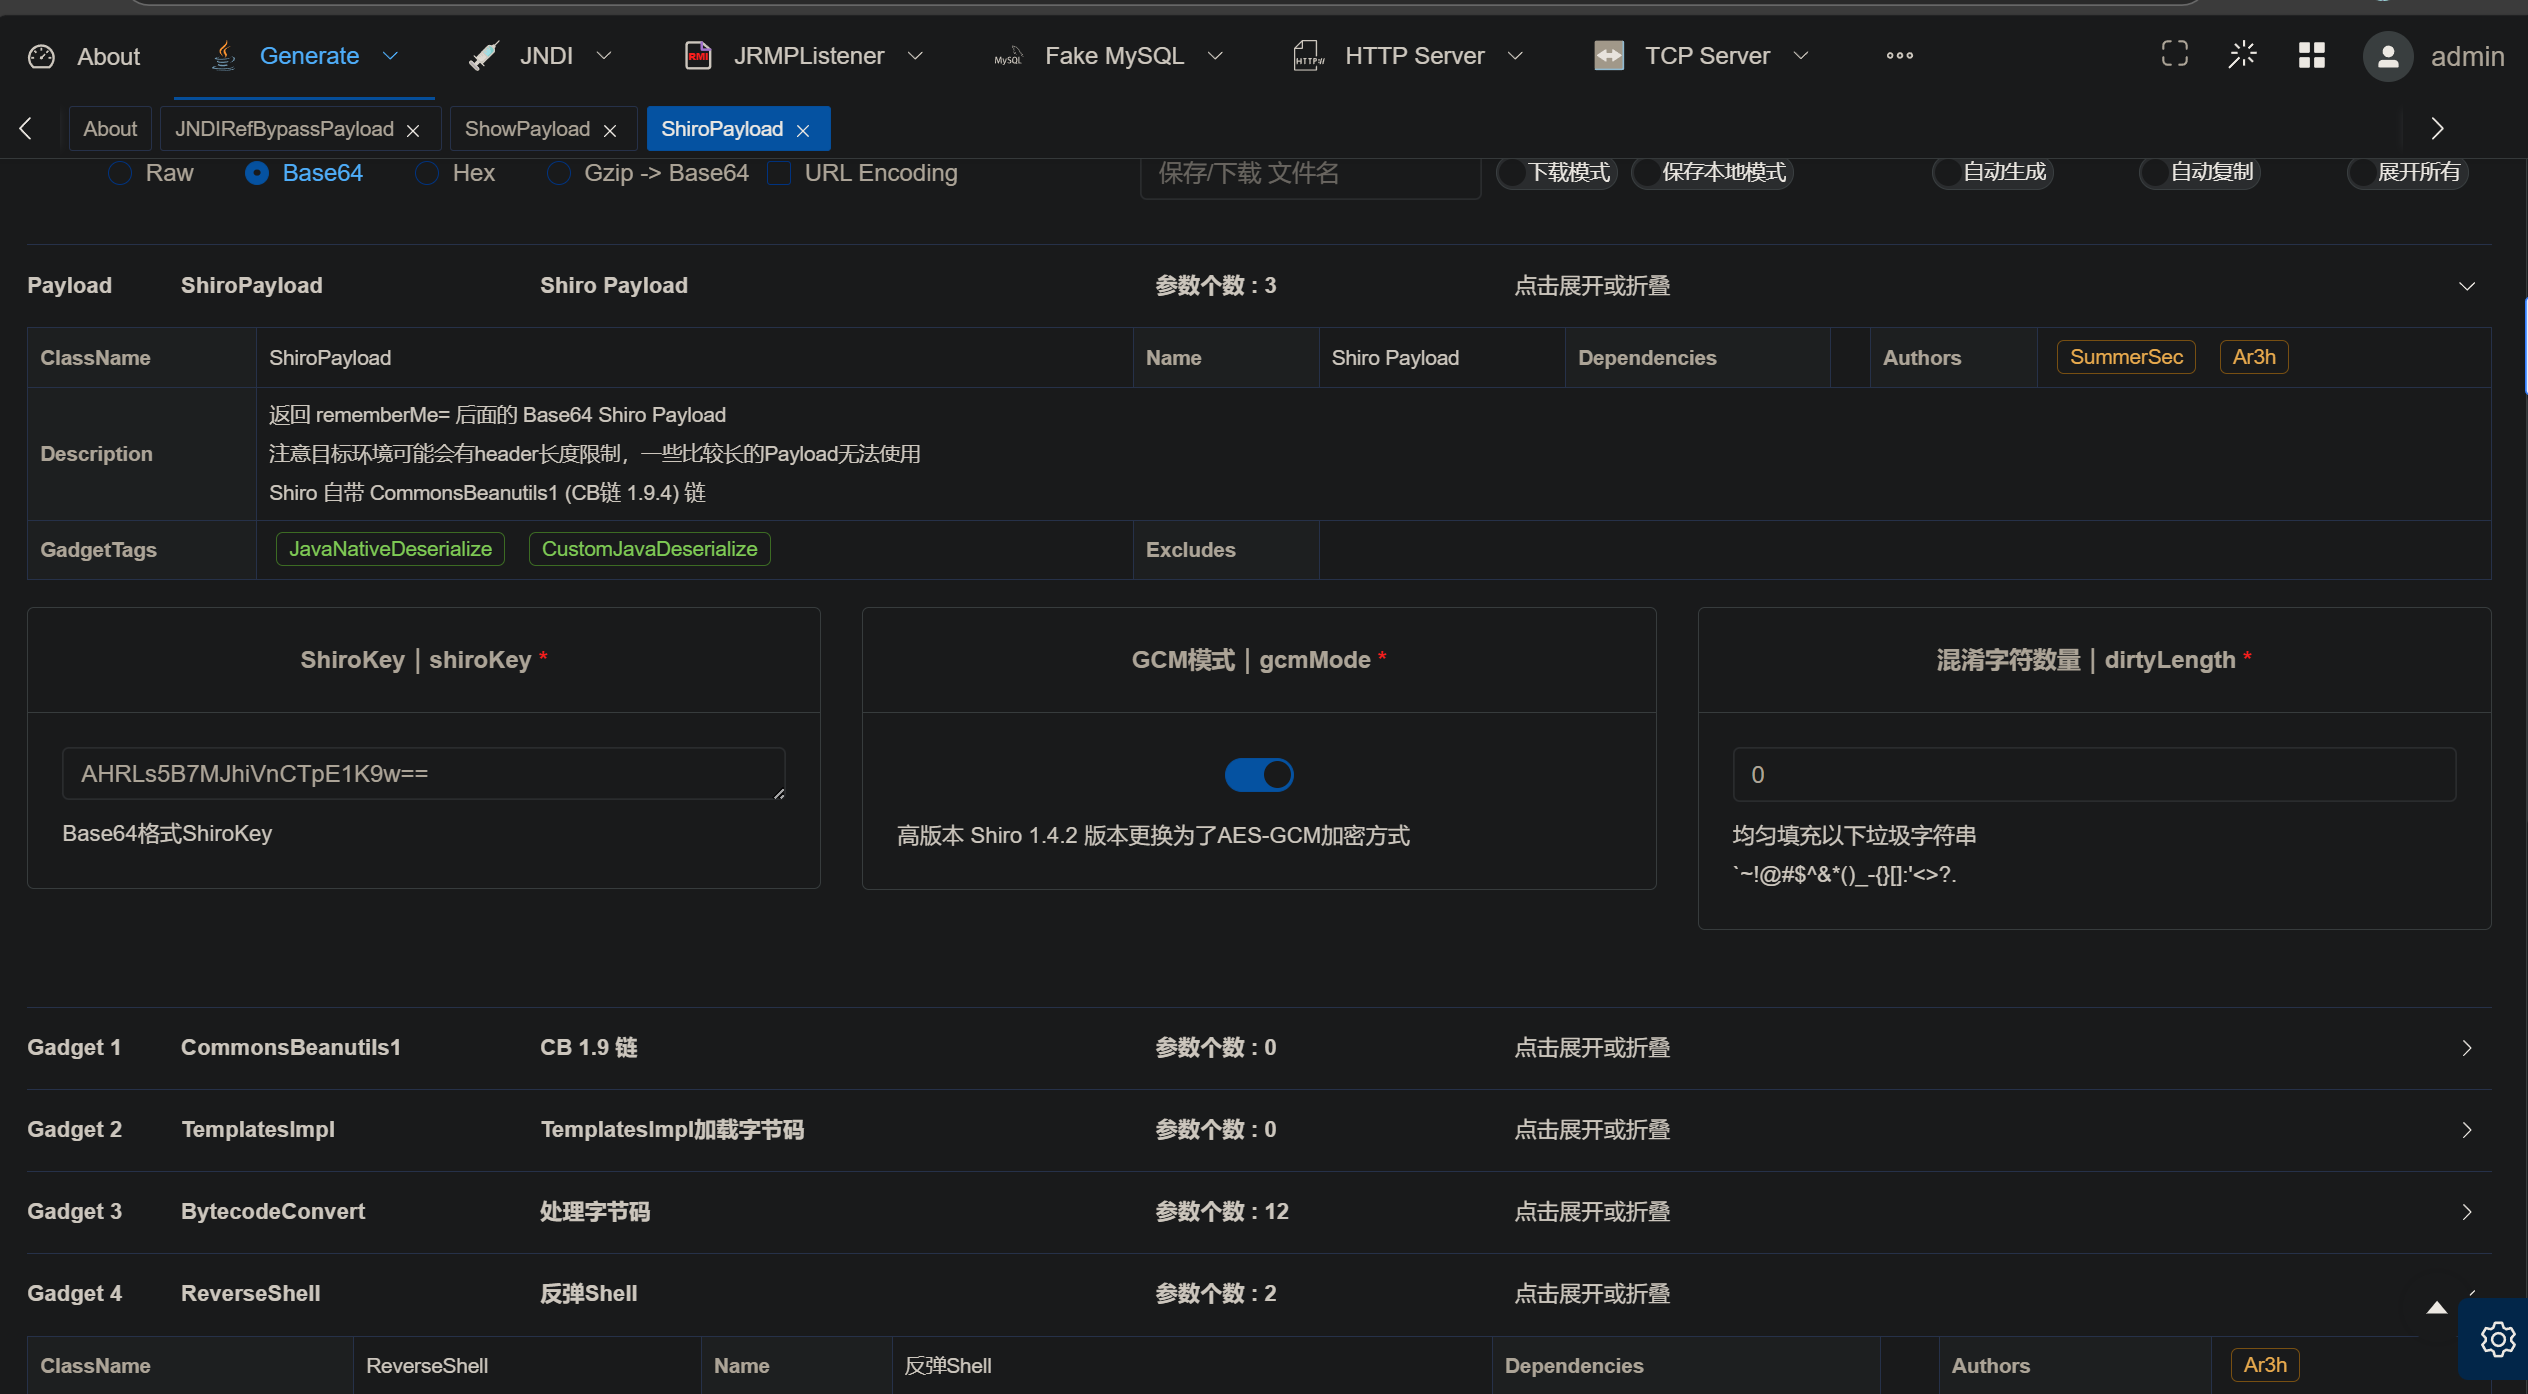 About
Generate
JNDI
RMI
JRMPListener
MySQL
Fake MySQL
HTTP://
HTTP Server
TCP Server
admin
About
JNDIRefBypassPayload
ShowPayload
ShiroPayload
Raw
Base64
Hex
Gzip -> Base64
URL Encoding
保存/下载 文件名
下载模式
保存本地模式
自动生成
自动复制
展开所有
Payload ShiroPayload Shiro Payload 参数个数 : 3 点击展开或折叠
ClassName ShiroPayload Name Shiro Payload Dependencies Authors SummerSec Ar3h
Description
返回 rememberMe= 后面的 Base64 Shiro Payload
注意目标环境可能会有header长度限制，一些比较长的Payload无法使用
Shiro 自带 CommonsBeanutils1 (CB链 1.9.4) 链
GadgetTags JavaNativeDeserialize CustomJavaDeserialize Excludes
ShiroKey | shiroKey *
AHRLs5B7MJhiVnCTpE1K9w==
Base64格式ShiroKey
GCM模式 | gcmMode *
高版本 Shiro 1.4.2 版本更换为了AES-GCM加密方式
混淆字符数量 | dirtyLength *
0
均匀填充以下垃圾字符串
`~!@#$^&*()_-{}[]:'<>?.
Gadget 1 CommonsBeanutils1 CB 1.9 链 参数个数 : 0 点击展开或折叠
Gadget 2 TemplatesImpl TemplatesImpl加载字节码 参数个数 : 0 点击展开或折叠
Gadget 3 BytecodeConvert 处理字节码 参数个数 : 12 点击展开或折叠
Gadget 4 ReverseShell 反弹Shell 参数个数 : 2 点击展开或折叠
ClassName ReverseShell Name 反弹Shell Dependencies Authors Ar3h